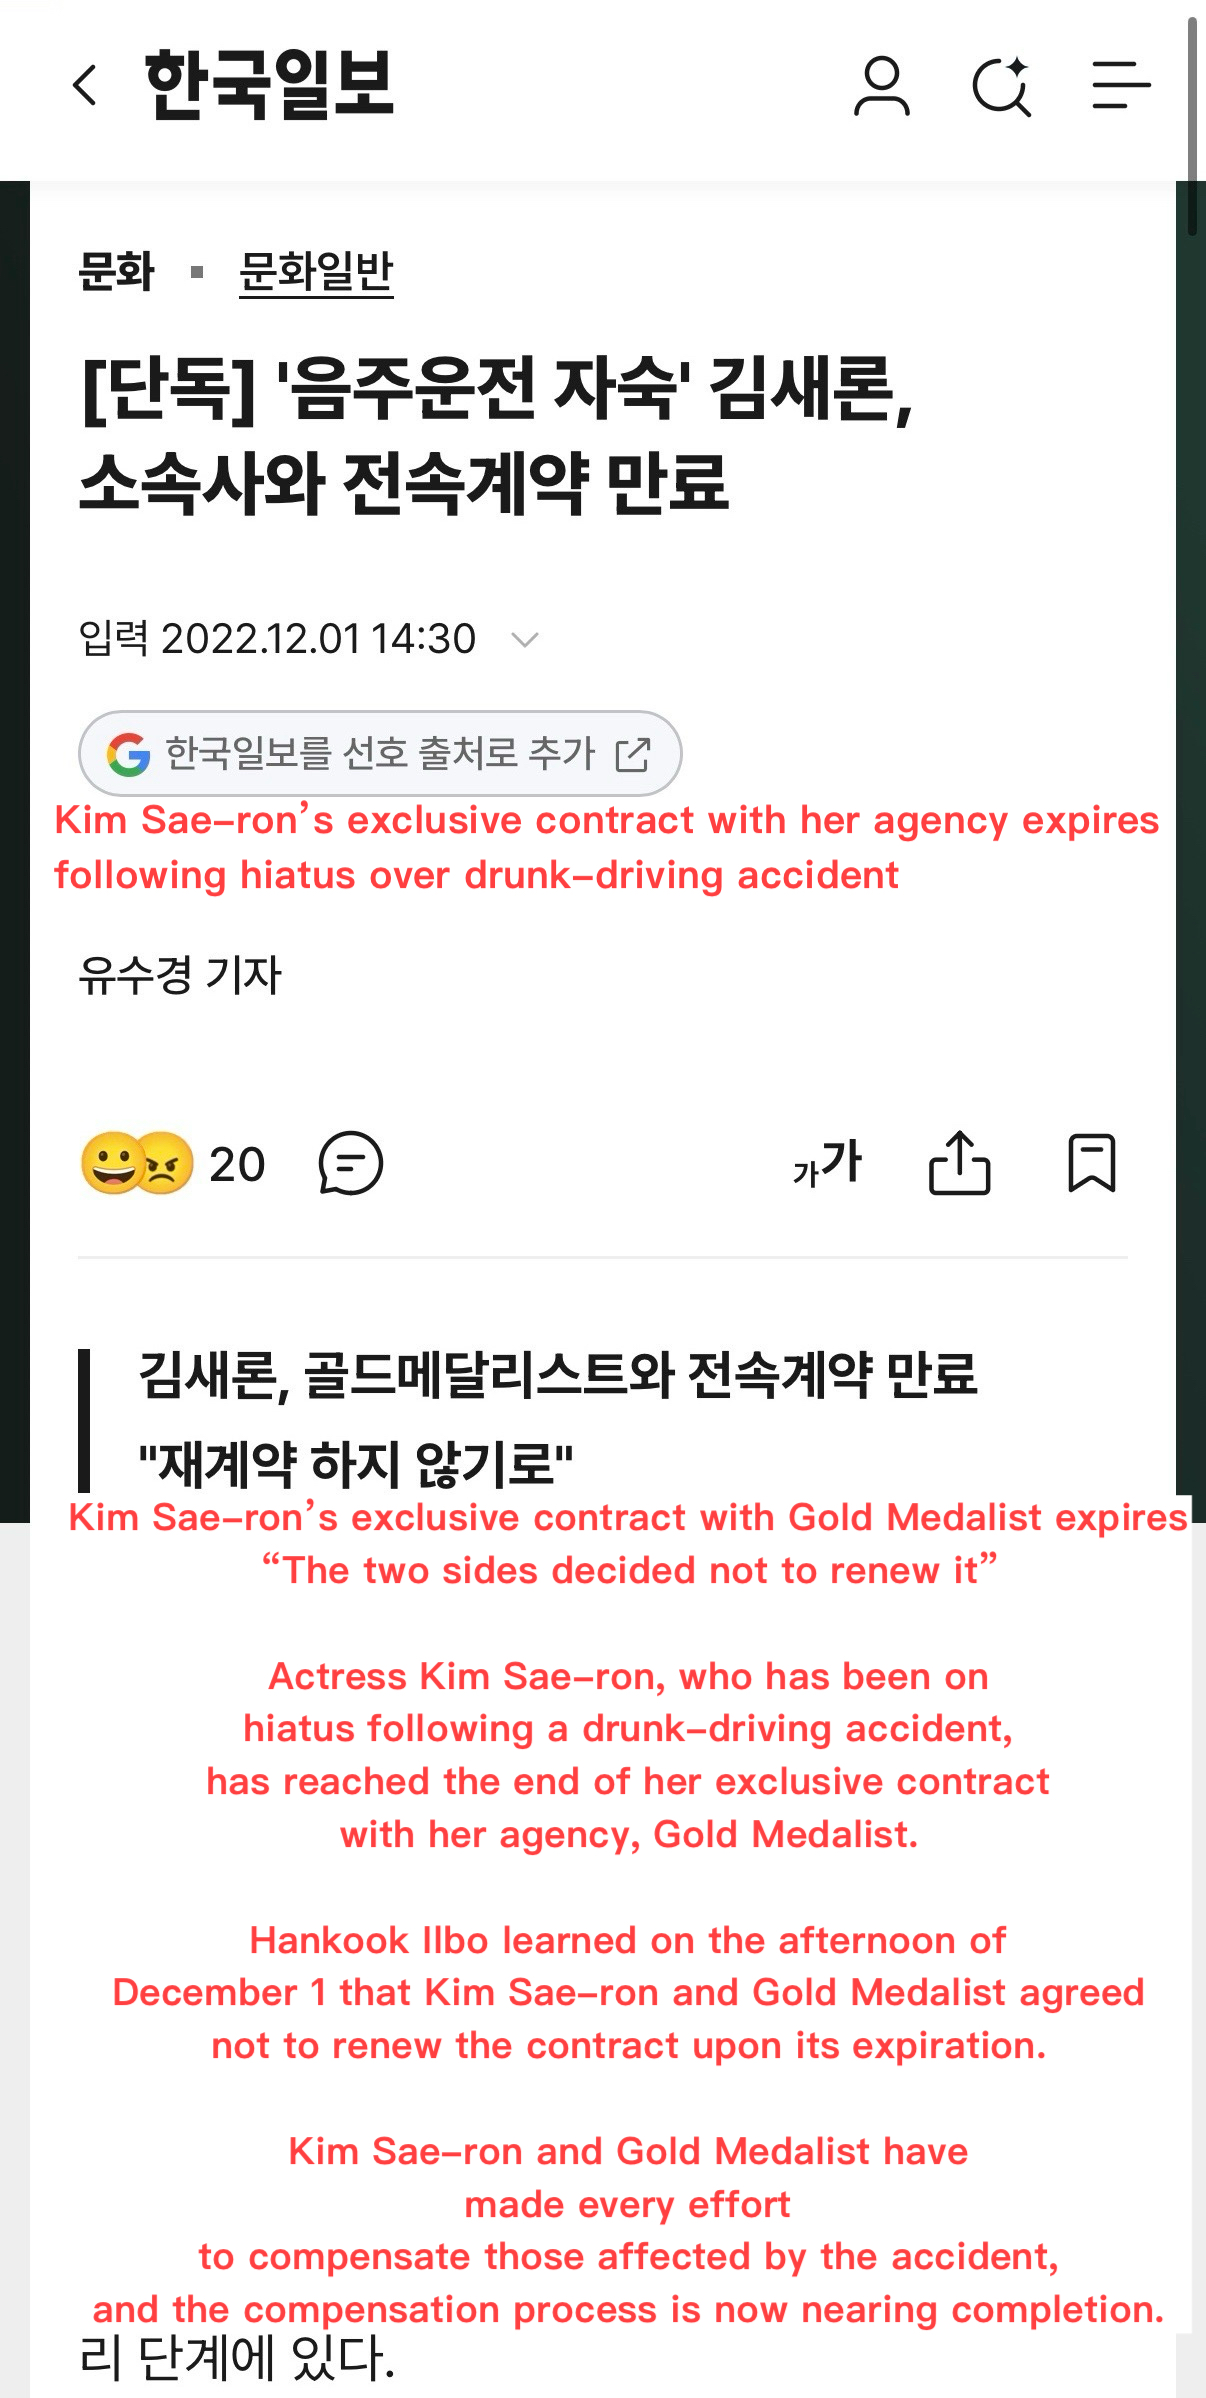 한국일보
문화 ▪ 문화일반
[단독] '음주운전 자숙' 김새론,
소속사와 전속계약 만료
입력 2022.12.01 14:30
한국일보를 선호 출처로 추가
Kim Sae-ron's exclusive contract with her agency expires
following hiatus over drunk-driving accident
유수경 기자
20
가가
김새론, 골드메달리스트와 전속계약 만료
"재계약 하지 않기로"
Kim Sae-ron's exclusive contract with Gold Medalist expires
“The two sides decided not to renew it”
Actress Kim Sae-ron, who has been on
hiatus following a drunk-driving accident,
has reached the end of her exclusive contract
with her agency, Gold Medalist.
Hankook Ilbo learned on the afternoon of
December 1 that Kim Sae-ron and Gold Medalist agreed
not to renew the contract upon its expiration.
Kim Sae-ron and Gold Medalist have
made every effort
to compensate those affected by the accident,
and the compensation process is now nearing completion.
리 단계에 있다.